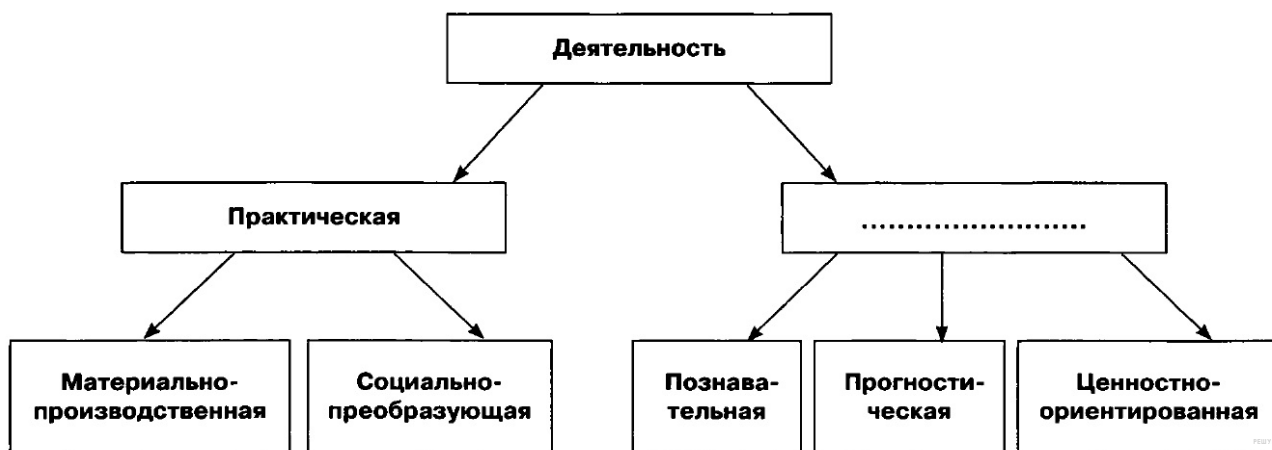 Деятельность
Практическая
........................
Материально-
производственная
Социально-
преобразующая
Познава-
тельная
Прогности-
ческая
Ценностно-
ориентированная